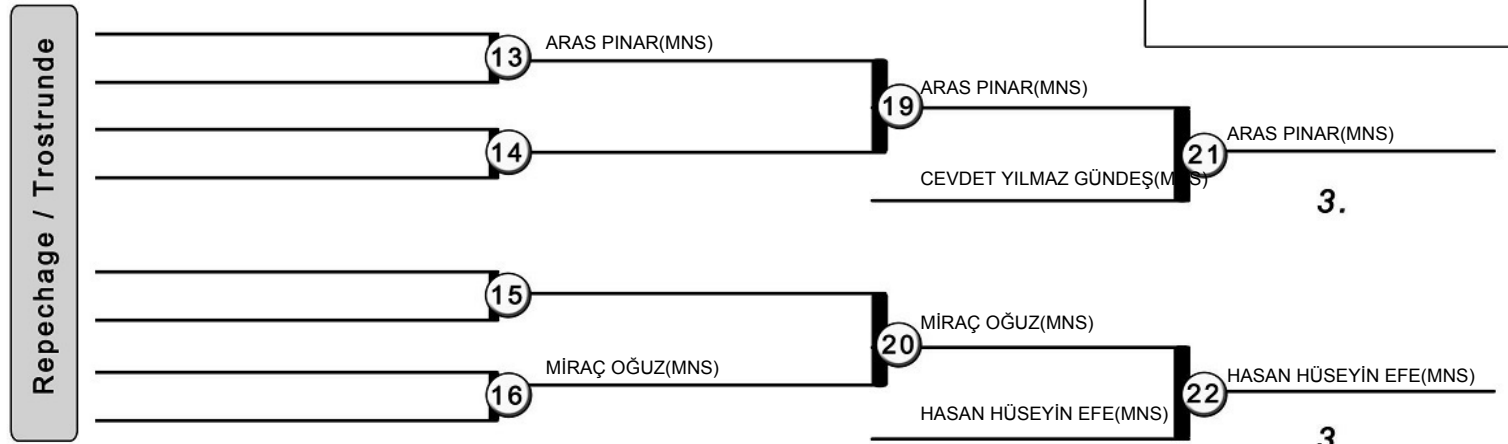 Repechage / Trostrunde
13
ARAS PINAR(MNS)
14
19
ARAS PINAR(MNS)
CEVDET YILMAZ GÜNDEŞ(MNS)
21
ARAS PINAR(MNS)
3.
15
16
MİRAÇ OĞUZ(MNS)
20
MİRAÇ OĞUZ(MNS)
HASAN HÜSEYİN EFE(MNS)
22
HASAN HÜSEYİN EFE(MNS)
3